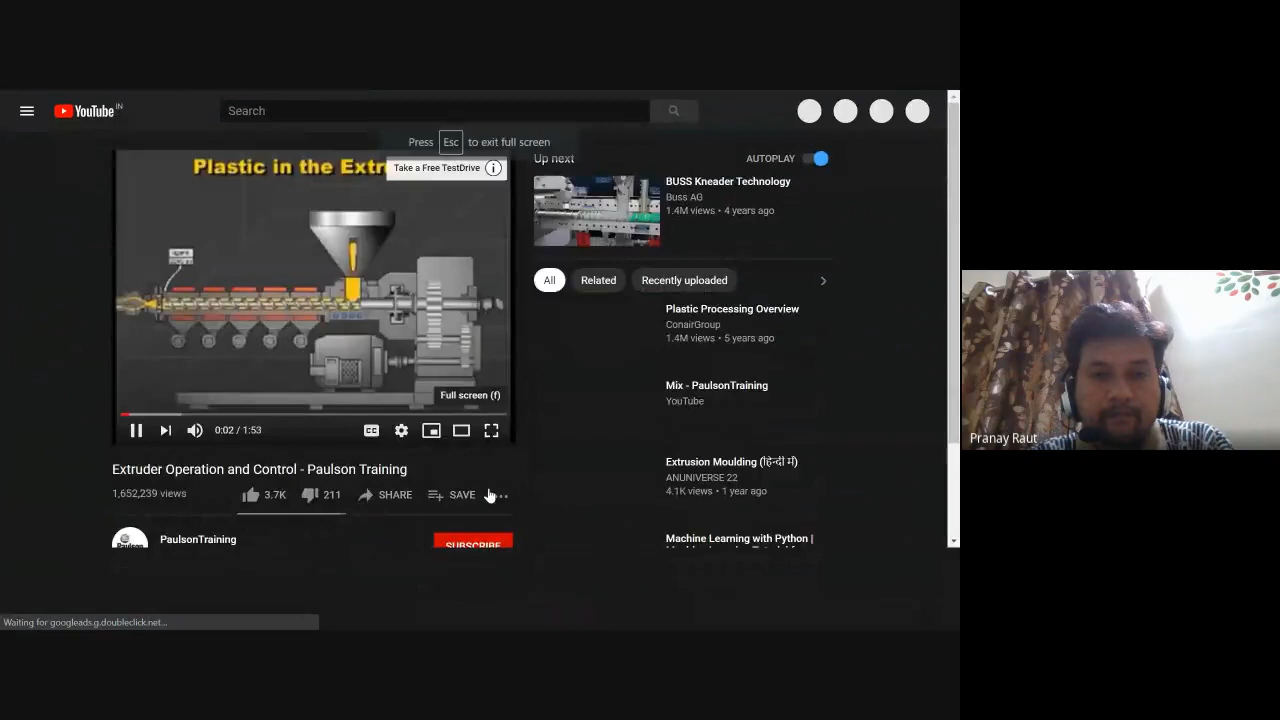 YouTube IN
Search
Press Esc to exit full screen
Plastic in the Extr
Take a Free TestDrive i
Full screen (f)
0:02 / 1:53
Extruder Operation and Control - Paulson Training
1,652,239 views
3.7K
211
SHARE
SAVE
PaulsonTraining
SUBSCRIBE
Up next
AUTOPLAY
BUSS Kneader Technology
Buss AG
1.4M views • 4 years ago
All
Related
Recently uploaded
Plastic Processing Overview
ConairGroup
1.4M views • 5 years ago
Mix - PaulsonTraining
YouTube
Extrusion Moulding (हिन्दी में)
ANUNIVERSE 22
4.1K views • 1 year ago
Machine Learning with Python |
Waiting for googleads.g.doubleclick.net...
Pranay Raut